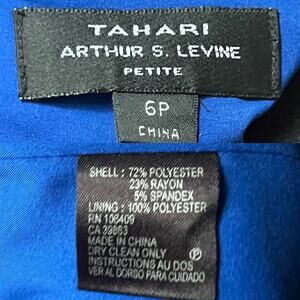 TAHARI
ARTHUR S. LEVINE
PETITE
6P
CHINA
SHELL : 72% POLYESTER
23% RAYON
5% SPANDEX
LINING : 100% POLYESTER
RN 106409
CA 39863
MADE IN CHINA
DRY CLEAN ONLY
INSTRUCTIONS AU DOS
VER AL DORSO PARA CUIDADO